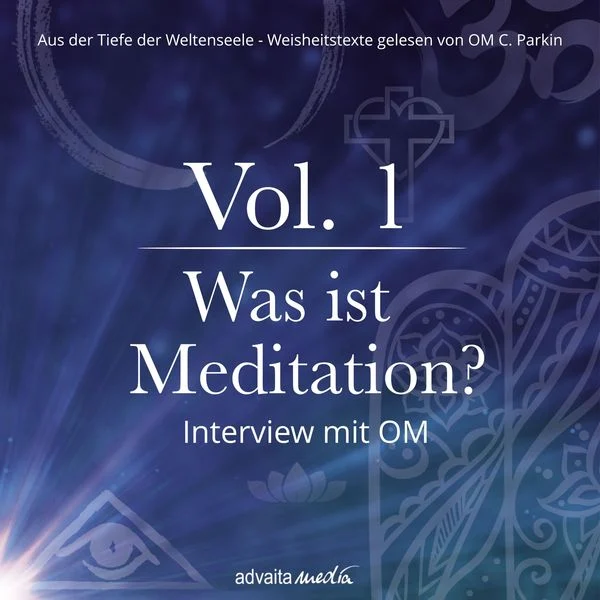 Aus der Tiefe der Weltenseele - Weisheitstexte gelesen von OM C. Parkin
Vol. 1
Was ist
Meditation?
Interview mit OM
advaita media